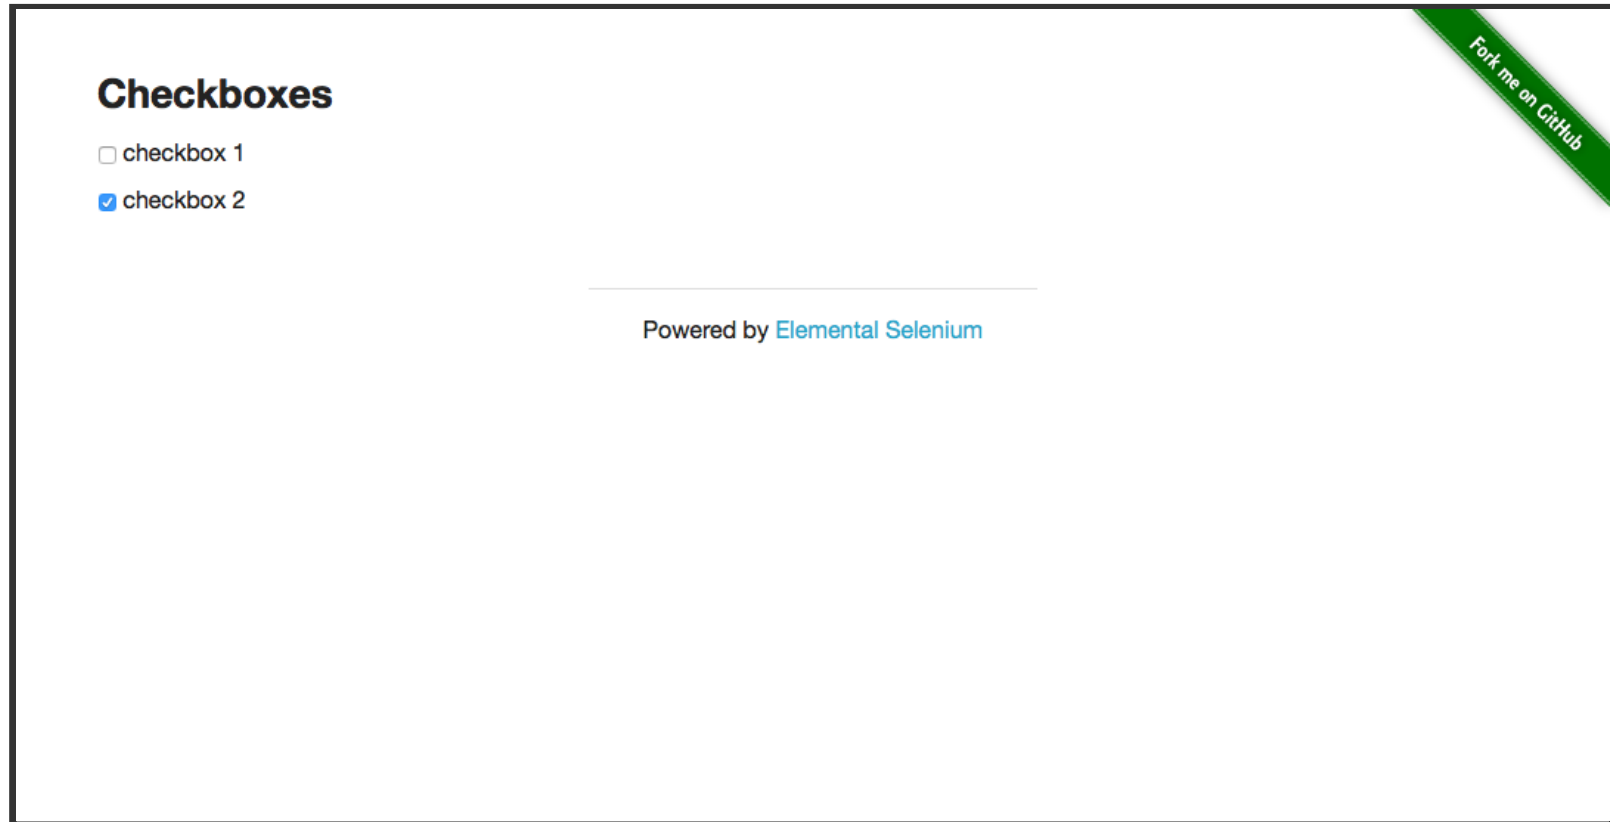 Fork me on GitHub
Checkboxes
checkbox 1
checkbox 2
Powered by Elemental Selenium